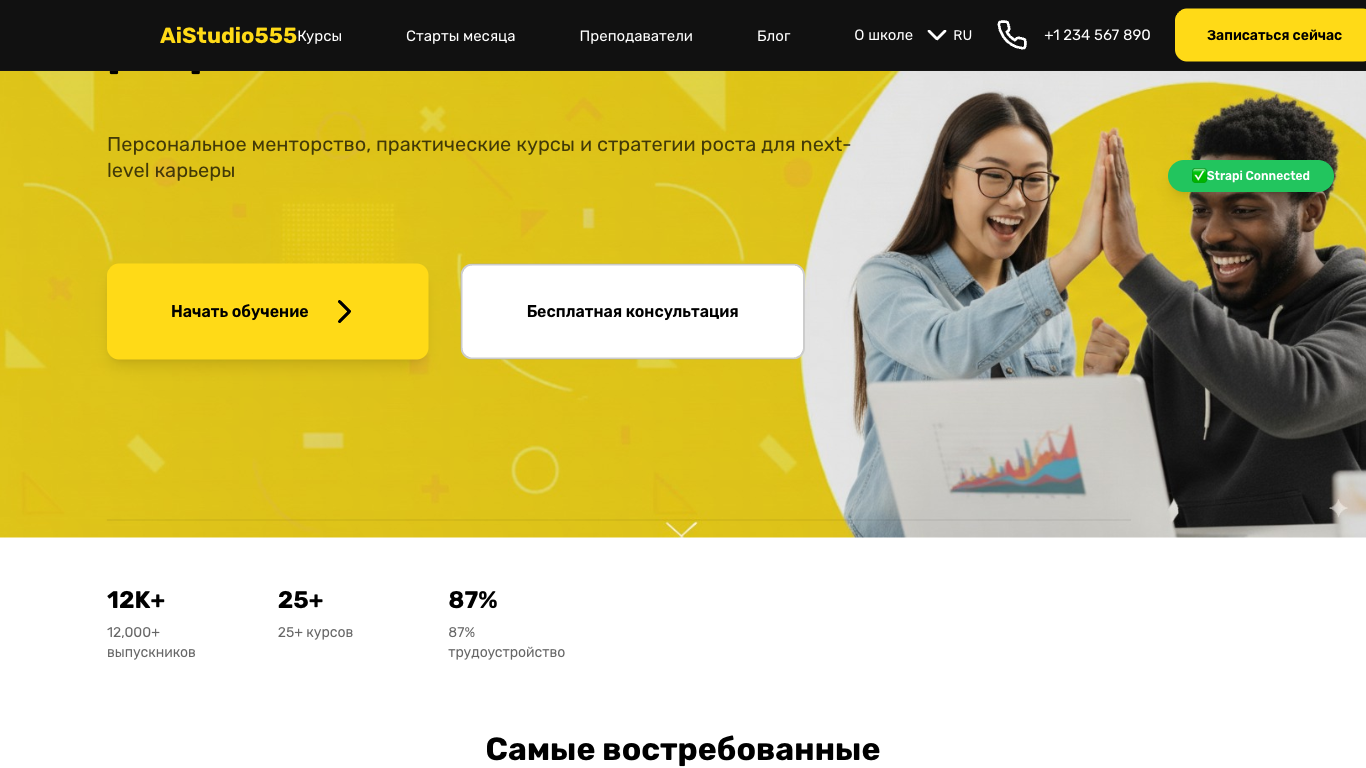 AiStudio555 Курсы Старты месяца Преподаватели Блог О школе RU +1 234 567 890 Записаться сейчас
Персональное менторство, практические курсы и стратегии роста для next-
level карьеры
✅Strapi Connected
Начать обучение
Бесплатная консультация
12K+
12,000+
выпускников
25+
25+ курсов
87%
87%
трудоустройство
Самые востребованные